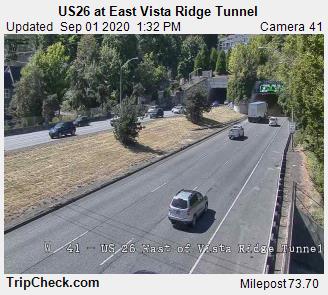 US26 at East Vista Ridge Tunnel
Updated Sep 01 2020 1:32 PM Camera 41
W 41 - US 26 East of Vista Ridge Tunnel
TripCheck.com Milepost 73.70